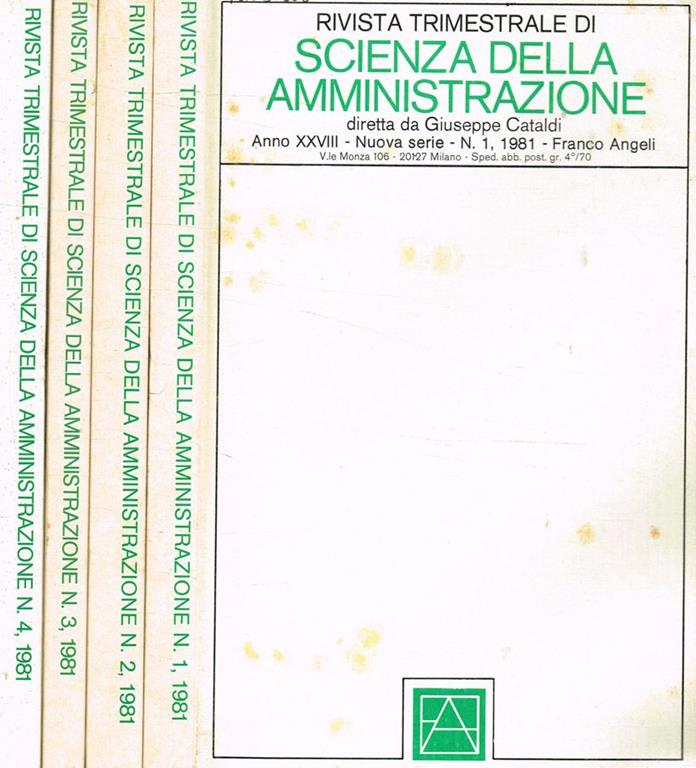 RIVISTA TRIMESTRALE DI SCIENZA DELLA AMMINISTRAZIONE N. 4, 1981
RIVISTA TRIMESTRALE DI SCIENZA DELLA AMMINISTRAZIONE N. 3, 1981
RIVISTA TRIMESTRALE DI SCIENZA DELLA AMMINISTRAZIONE N. 2, 1981
RIVISTA TRIMESTRALE DI SCIENZA DELLA AMMINISTRAZIONE N. 1, 1981
RIVISTA TRIMESTRALE DI
SCIENZA DELLA
AMMINISTRAZIONE
diretta da Giuseppe Cataldi
Anno XXVIII - Nuova serie - N. 1, 1981 - Franco Angeli
V.le Monza 106 - 20127 Milano - Sped. abb. post. gr. 4°/70